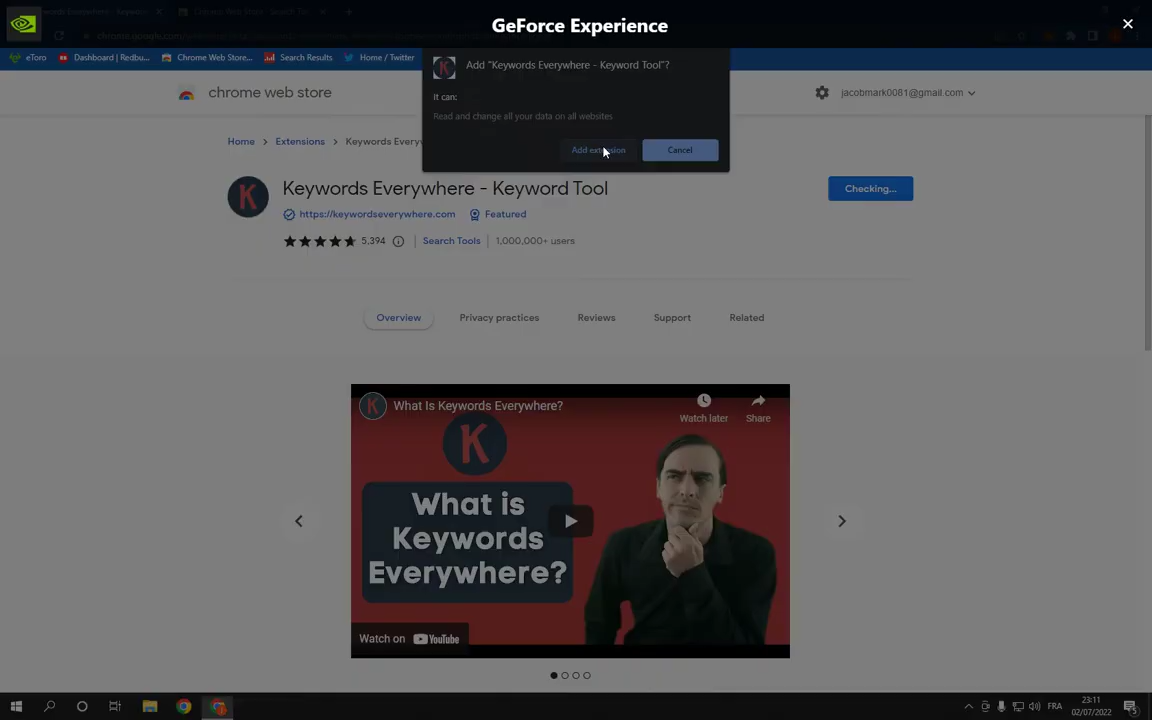 GeForce Experience
eToro
Dashboard | Redbu...
Chrome Web Store...
Search Results
Home / Twitter
Add "Keywords Everywhere - Keyword Tool"?
It can:
Read and change all your data on all websites
Add extension
Cancel
chrome web store
jacobmark0081@gmail.com
Home
Extensions
Keywords Every
K
Keywords Everywhere - Keyword Tool
Checking...
https://keywordseverywhere.com
Featured
5,394
Search Tools
1,000,000+ users
Overview
Privacy practices
Reviews
Support
Related
K
What Is Keywords Everywhere?
Watch later
Share
K
What is
Keywords
Everywhere?
Watch on
YouTube
FRA
23:11
02/07/2022